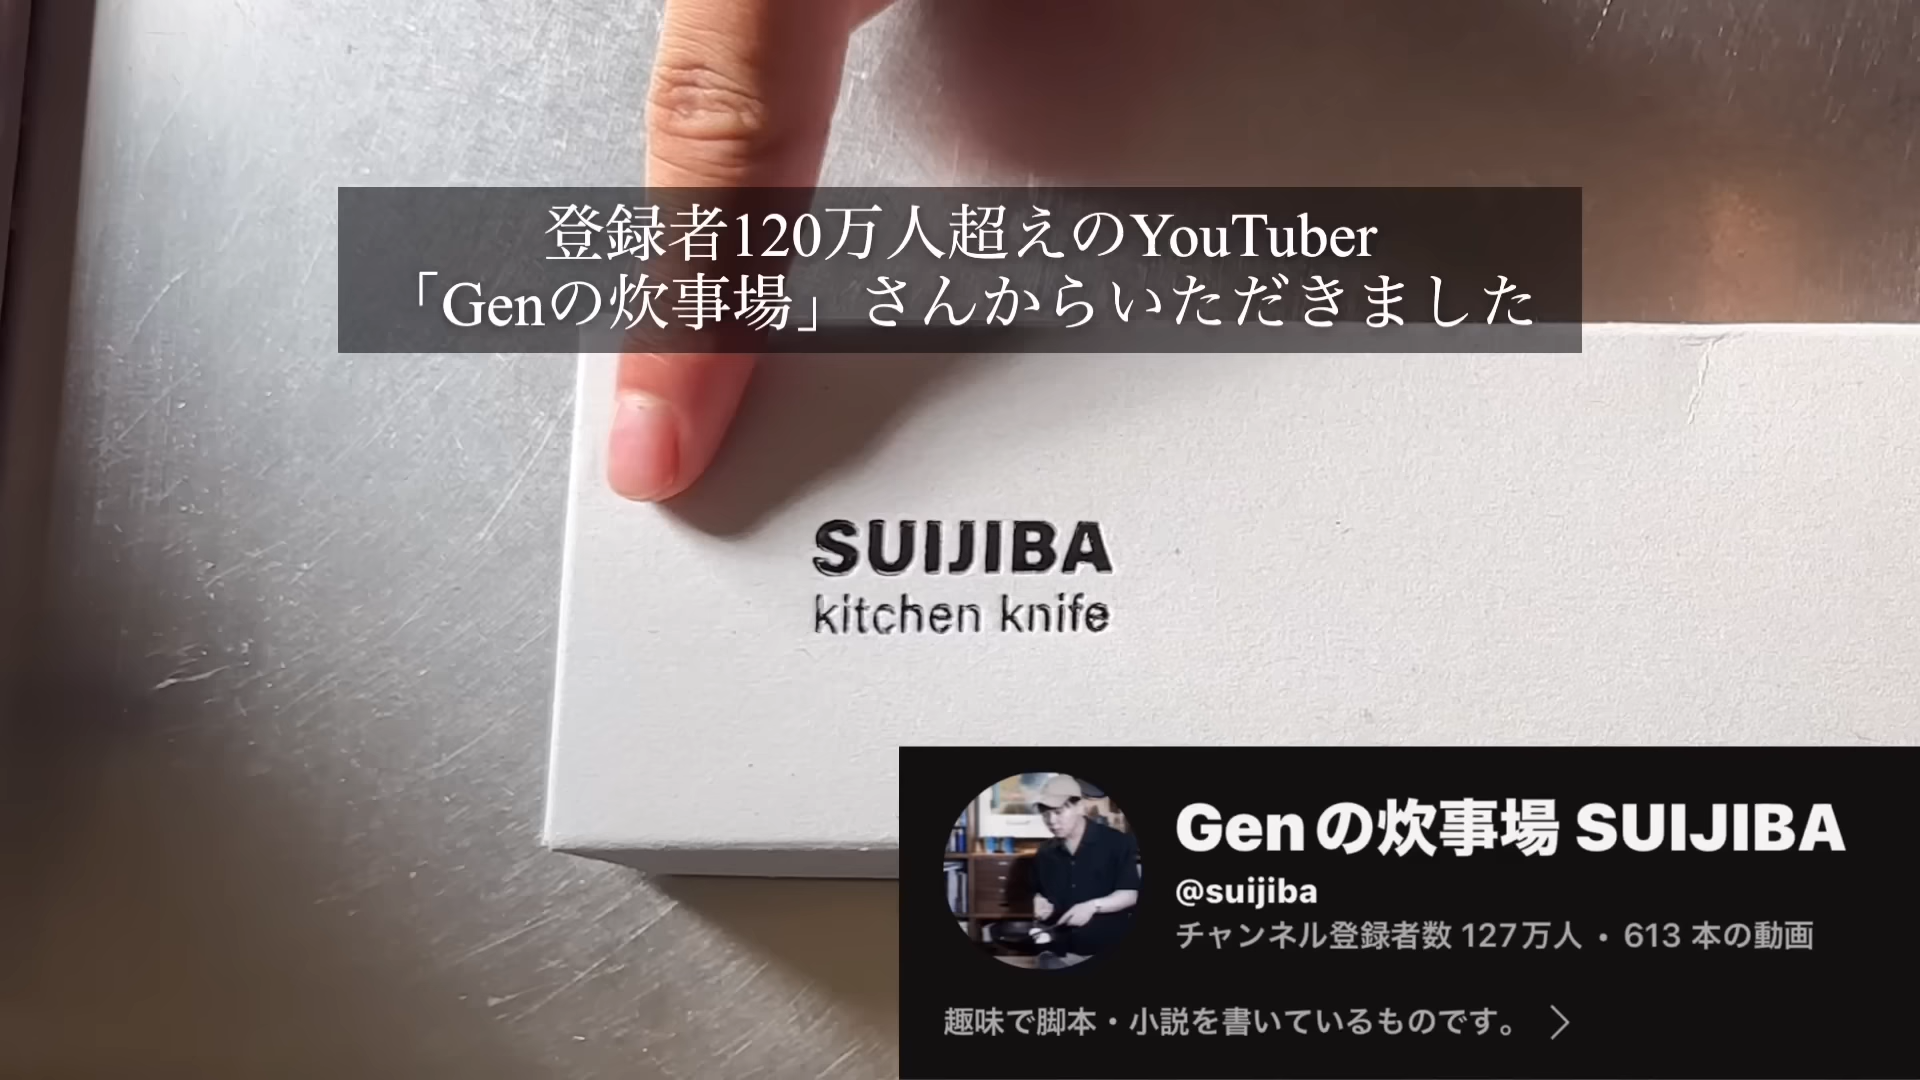 登録者120万人超えのYouTuber
「Genの炊事場」さんからいただきました
SUIJIBA
kitchen knife
Genの炊事場 SUIJIBA
@suijiba
チャンネル登録者数 127万人・613 本の動画
趣味で脚本・小説を書いているものです。